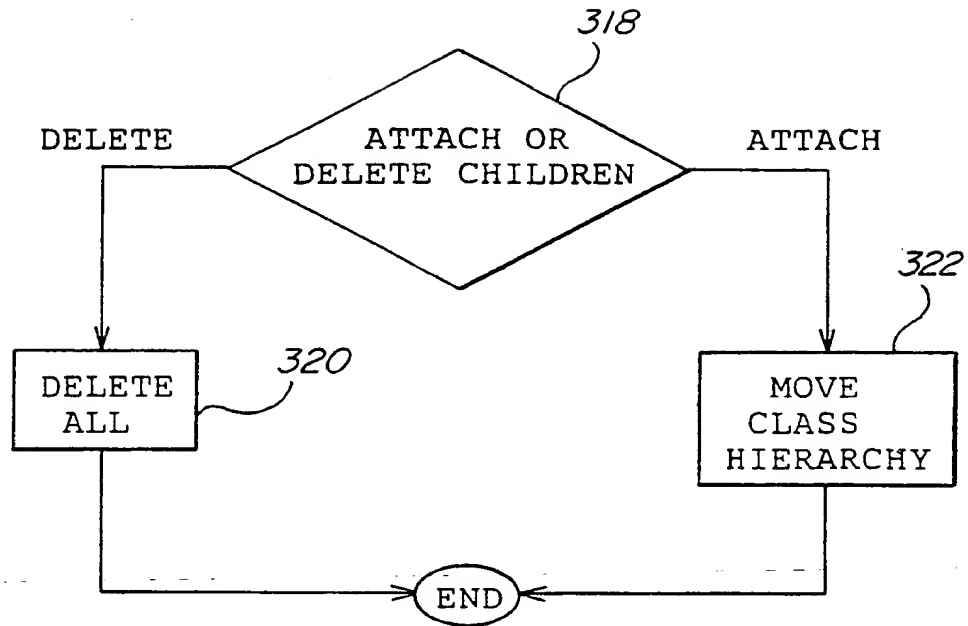 318
DELETE
ATTACH OR
DELETE CHILDREN
ATTACH
322
320
DELETE
ALL
MOVE
CLASS
HIERARCHY
END